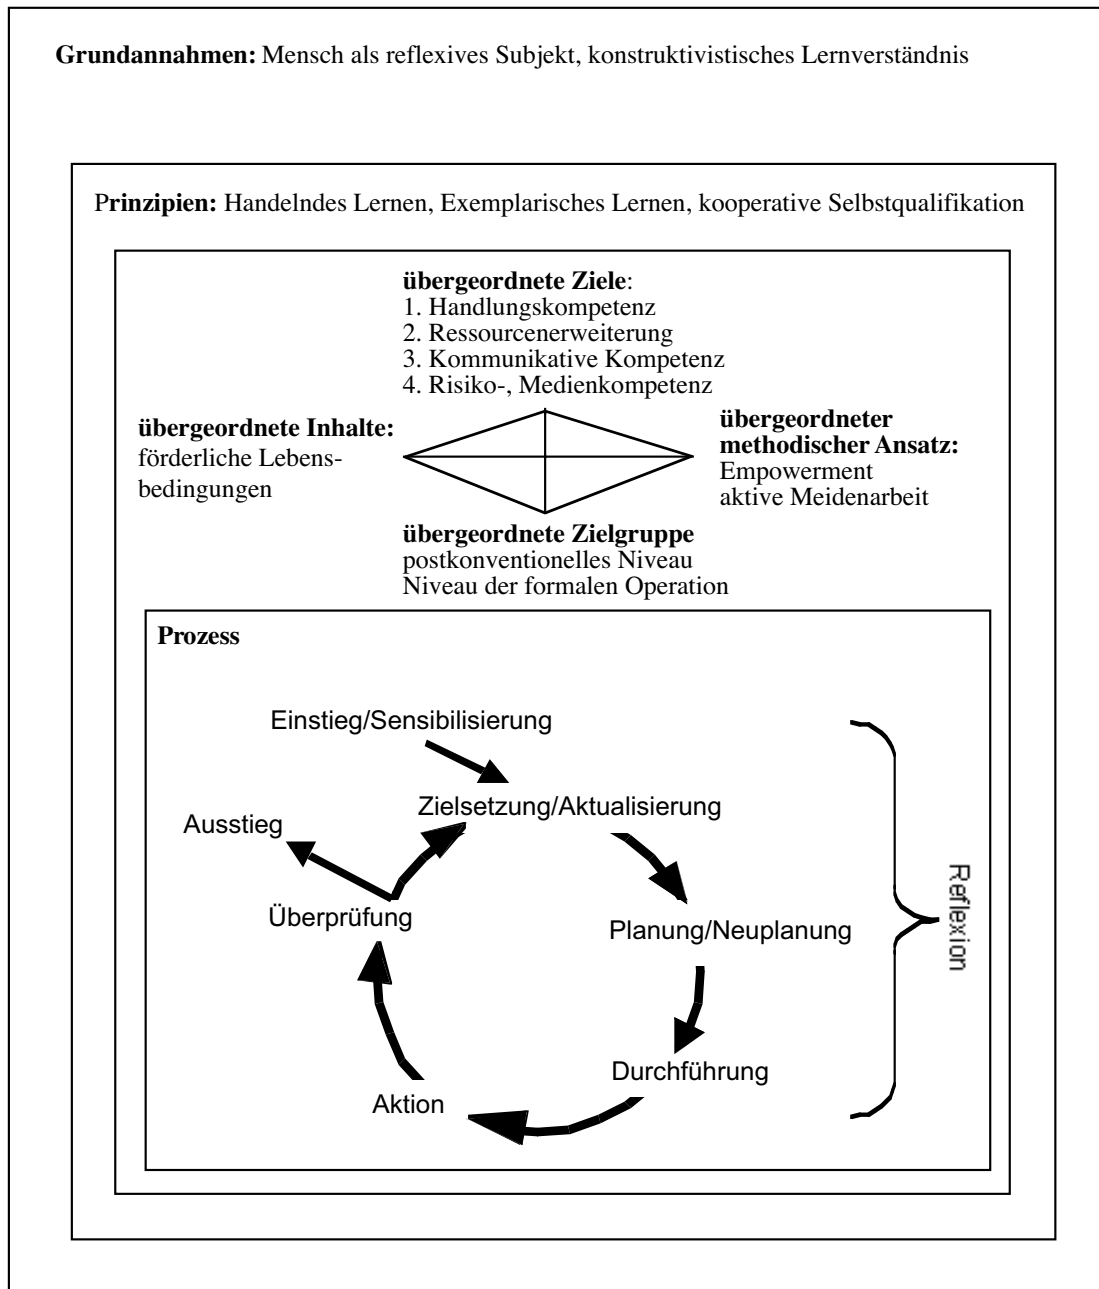 Grundannahmen: Mensch als reflexives Subjekt, konstruktivistisches Lernverständnis
Prinzipien: Handelndes Lernen, Exemplarisches Lernen, kooperative Selbstqualifikation
übergeordnete Ziele:
1. Handlungskompetenz
2. Ressourcenerweiterung
3. Kommunikative Kompetenz
4. Risiko-, Medienkompetenz
übergeordnete Inhalte:
förderliche Lebens-
bedingungen
übergeordneter
methodischer Ansatz:
Empowerment
aktive Meidenarbeit
übergeordnete Zielgruppe
postkonventionelles Niveau
Niveau der formalen Operation
Prozess
Einstieg/Sensibilisierung
Zielsetzung/Aktualisierung
Ausstieg
Überprüfung
Planung/Neuplanung
Durchführung
Aktion
Reflexion